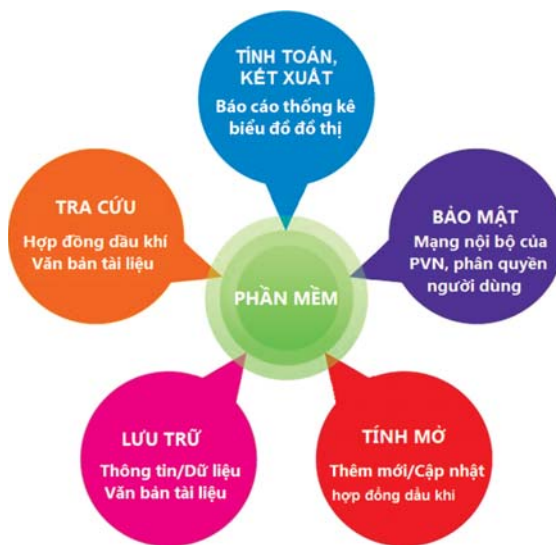 TÍNH TOÁN,
KẾT XUẤT
Báo cáo thống kê
biểu đồ đồ thị
TRA CỨU
Hợp đồng dầu khí
Văn bản tài liệu
BẢO MẬT
Mạng nội bộ của
PVN, phân quyền
người dùng
PHẦN MỀM
LƯU TRỮ
Thông tin/Dữ liệu
Văn bản tài liệu
TÍNH MỞ
Thêm mới/Cập nhật
hợp đồng dầu khí